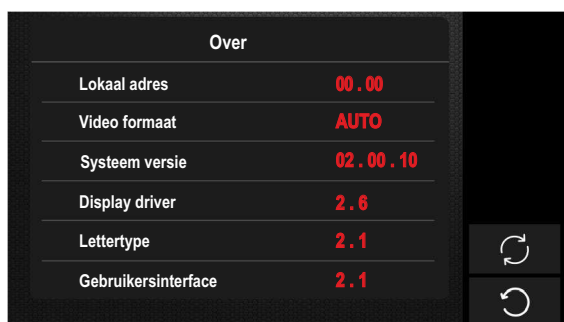 Over
Lokaal adres 00.00
Video formaat AUTO
Systeem versie 02.00.10
Display driver 2.6
Lettertype 2.1
Gebruikersinterface 2.1